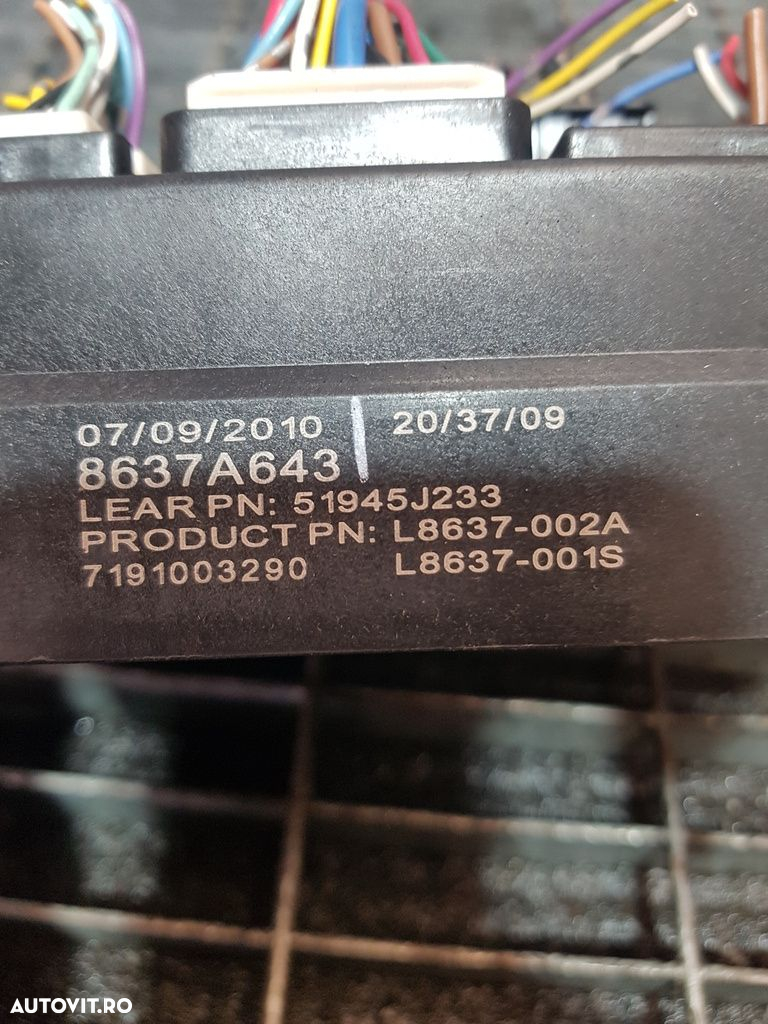 07/09/2010 20/37/09
8637A643
LEAR PN: 51945J233
PRODUCT PN: L8637-002A
7191003290 L8637-001S
AUTOVIT.RO